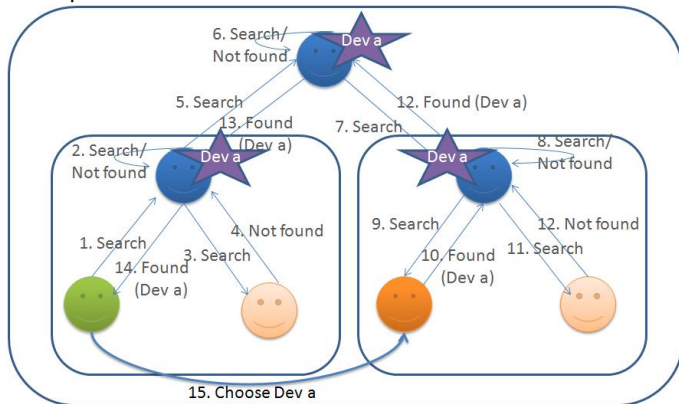 6. Search/
Not found
Dev a
5. Search
12. Found (Dev a)
13. Found
(Dev a)
7. Search
2. Search/
Not found
Dev a
Dev a
8. Search/
Not found
1. Search
4. Not found
3. Search
14. Found
(Dev a)
9. Search
12. Not found
10. Found
(Dev a)
11. Search
15. Choose Dev a